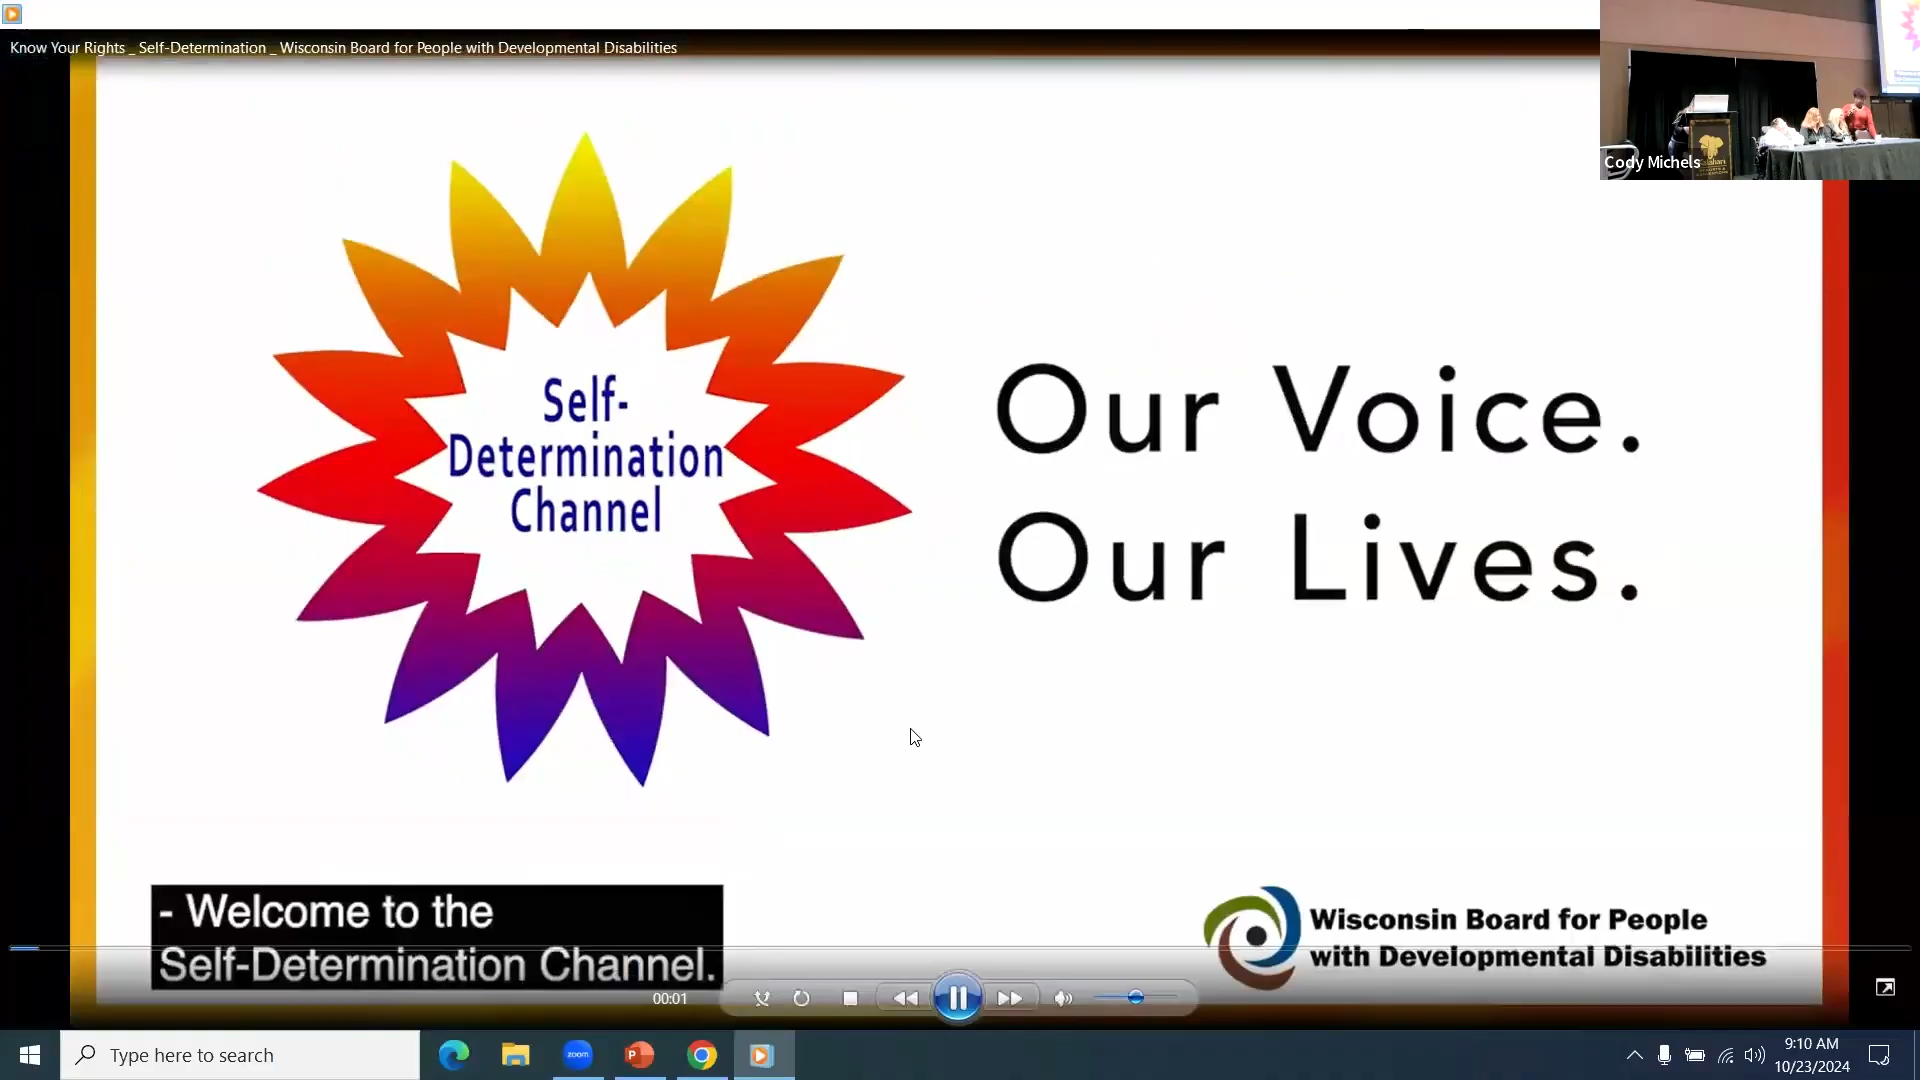 Know Your Rights _ Self-Determination _ Wisconsin Board for People with Developmental Disabilities
Cody Michels
Self-
Determination
Channel
Our Voice.
Our Lives.
- Welcome to the
Self-Determination Channel.
Wisconsin Board for People
with Developmental Disabilities
00:01
Type here to search
zoom
9:10 AM
10/23/2024